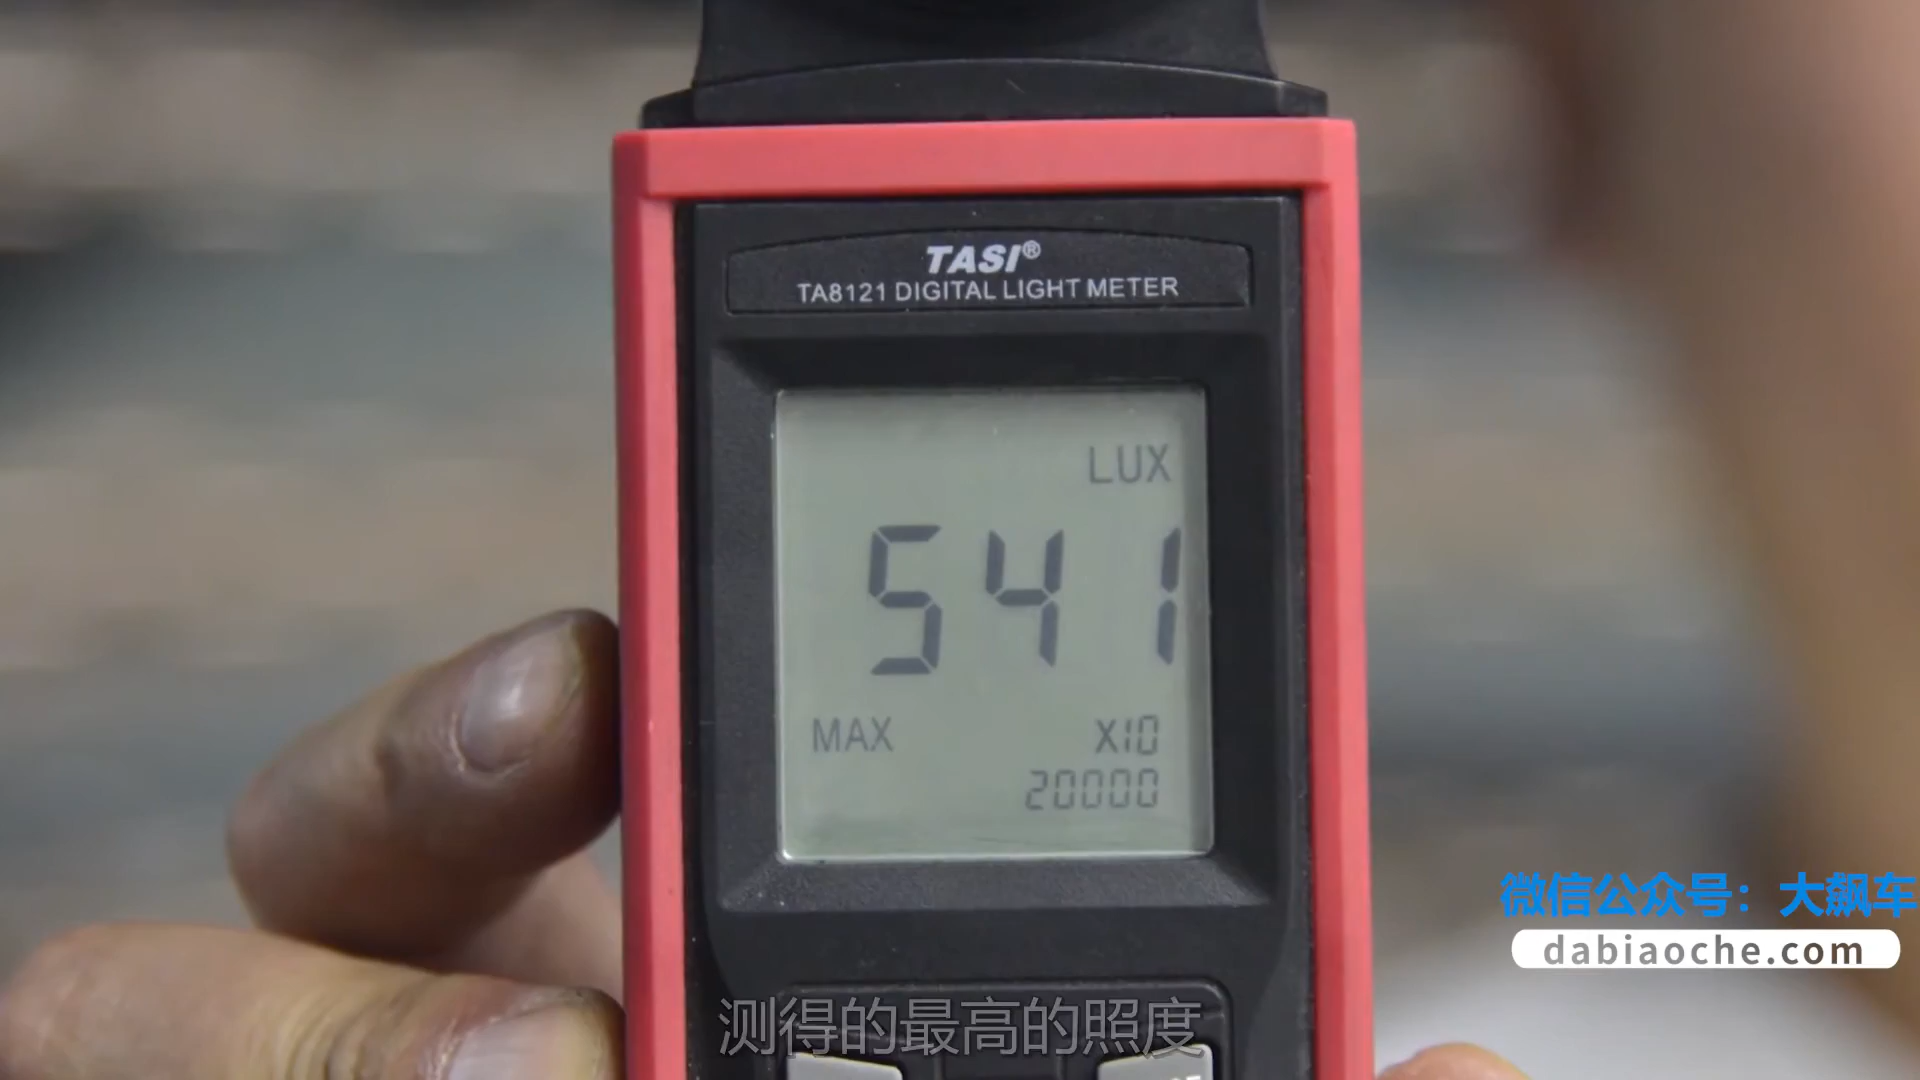 TASI®
TA8121 DIGITAL LIGHT METER
LUX
541
MAX X10
20000
微信公众号：大飙车
dabiaoche.com
测得的最高的照度